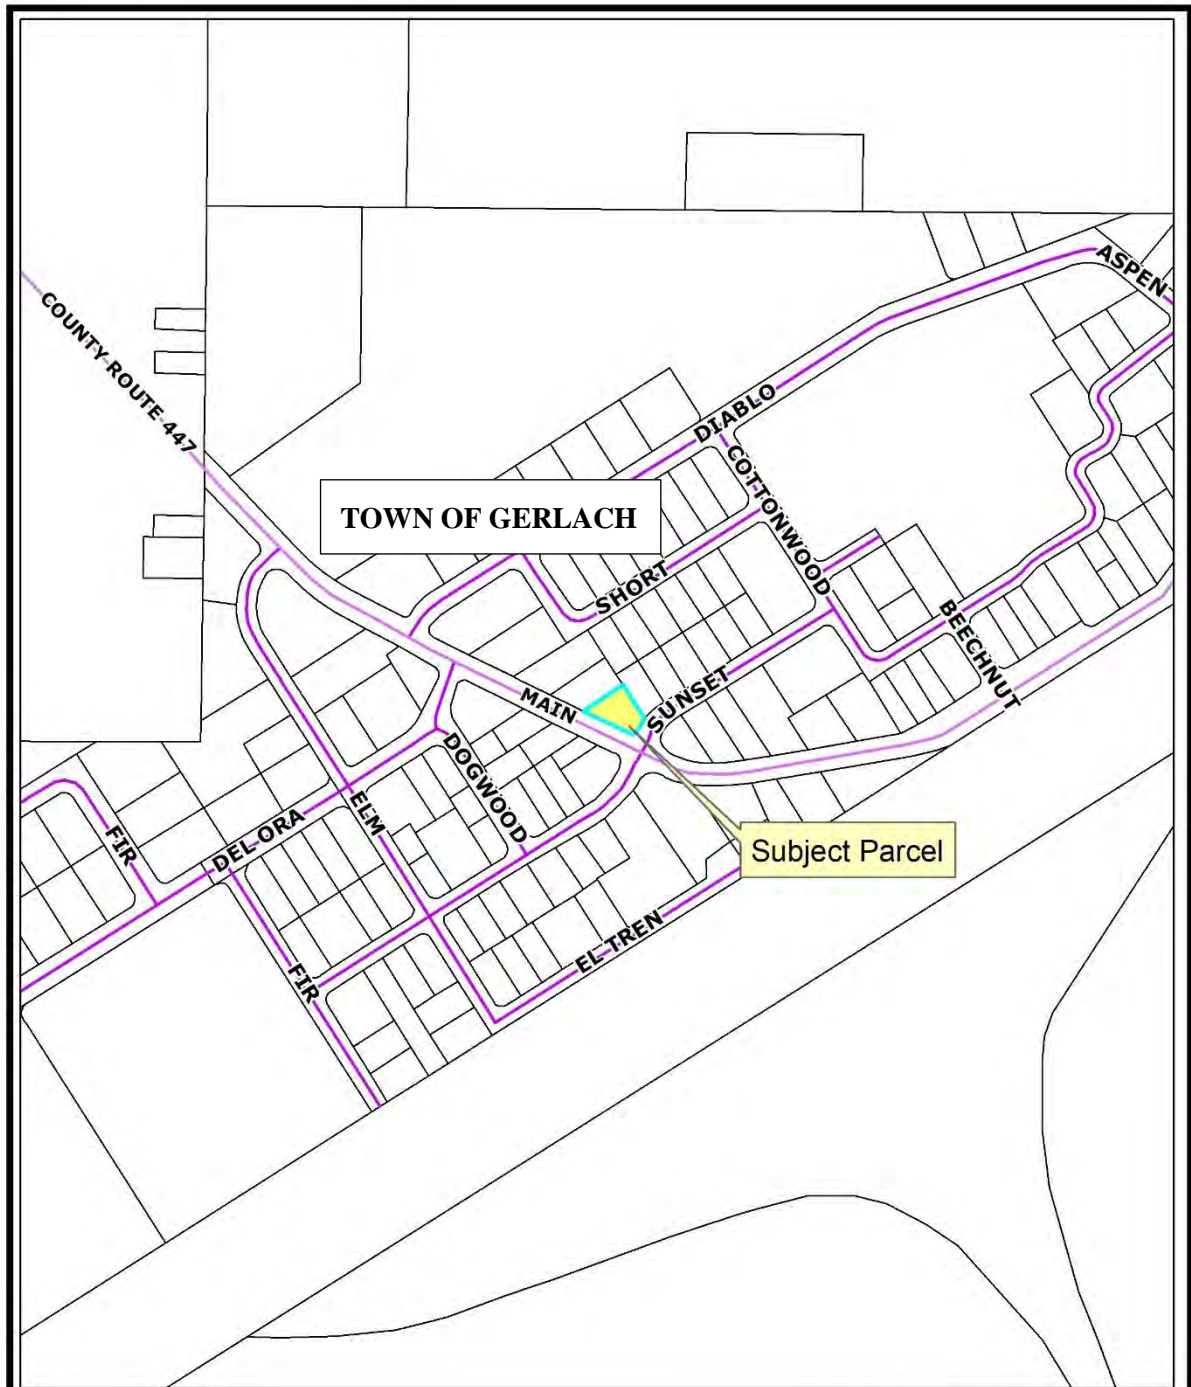 ASPEN
COUNTY ROUTE 447
DIABLO
COTTONWOOD
TOWN OF GERLACH
SHORT
BEECHNUT
MAIN
SUNSET
DOGWOOD
ELM
FIR
DEL ORA
Subject Parcel
EL TREN
FIR